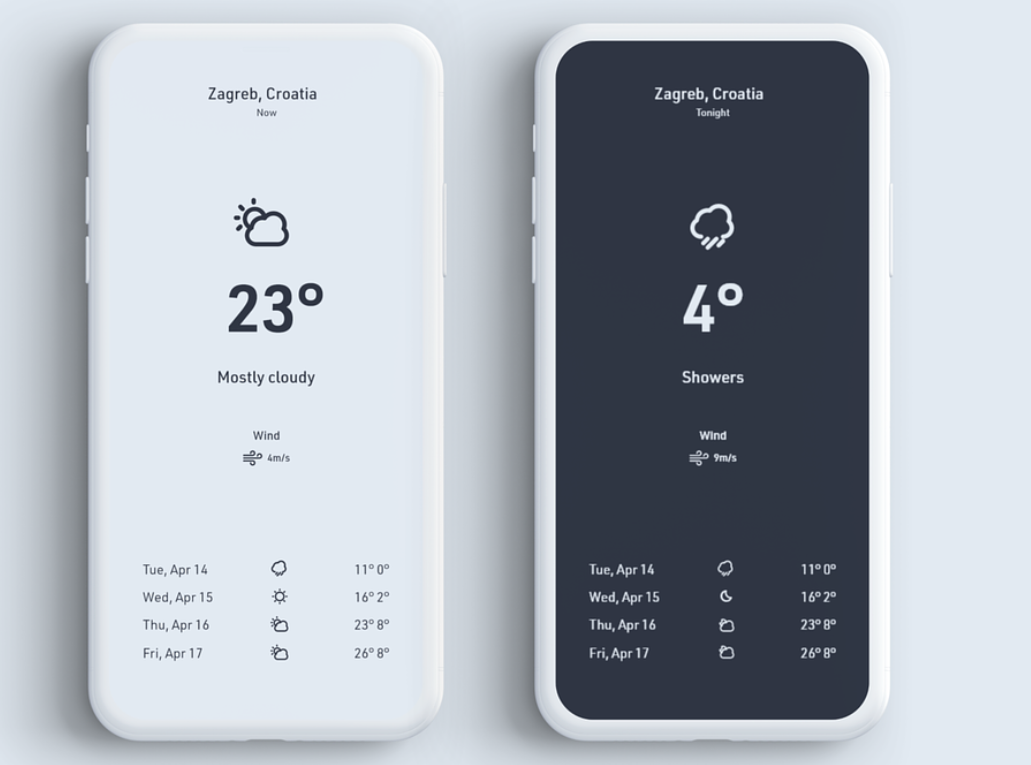 Zagreb, Croatia
Now
23°
Mostly cloudy
Wind
4m/s
Tue, Apr 14 11° 0°
Wed, Apr 15 16° 2°
Thu, Apr 16 23° 8°
Fri, Apr 17 26° 8°
Zagreb, Croatia
Tonight
4°
Showers
Wind
9m/s
Tue, Apr 14 11° 0°
Wed, Apr 15 16° 2°
Thu, Apr 16 23° 8°
Fri, Apr 17 26° 8°